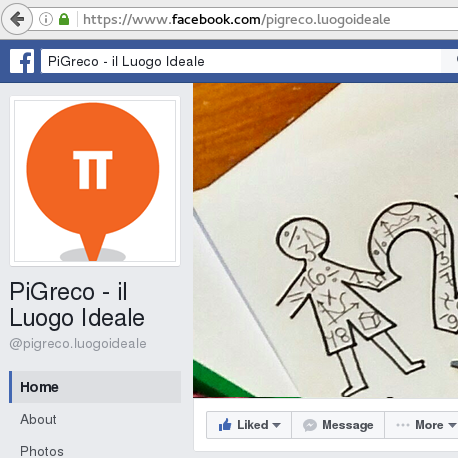 https://www.facebook.com/pigreco.luogoideale
f PiGreco - il Luogo Ideale
π
PiGreco - il
Luogo Ideale
@pigreco.luogoideale
Home
About
Photos
Liked
Message
More